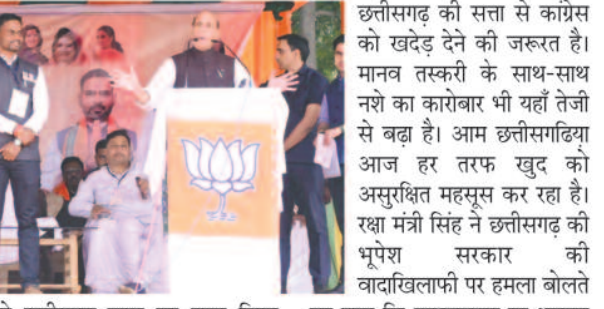 छत्तीसगढ़ की सत्ता से कांग्रेस
को खदेड़ देने की जरूरत है।
मानव तस्करी के साथ-साथ
नशे का कारोबार भी यहाँ तेजी
से बढ़ा है। आम छत्तीसगढिया
आज हर तरफ खुद को
असुरक्षित महसूस कर रहा है।
रक्षा मंत्री सिंह ने छत्तीसगढ़ की
भूपेश सरकार की
वादाखिलाफी पर हमला बोलते